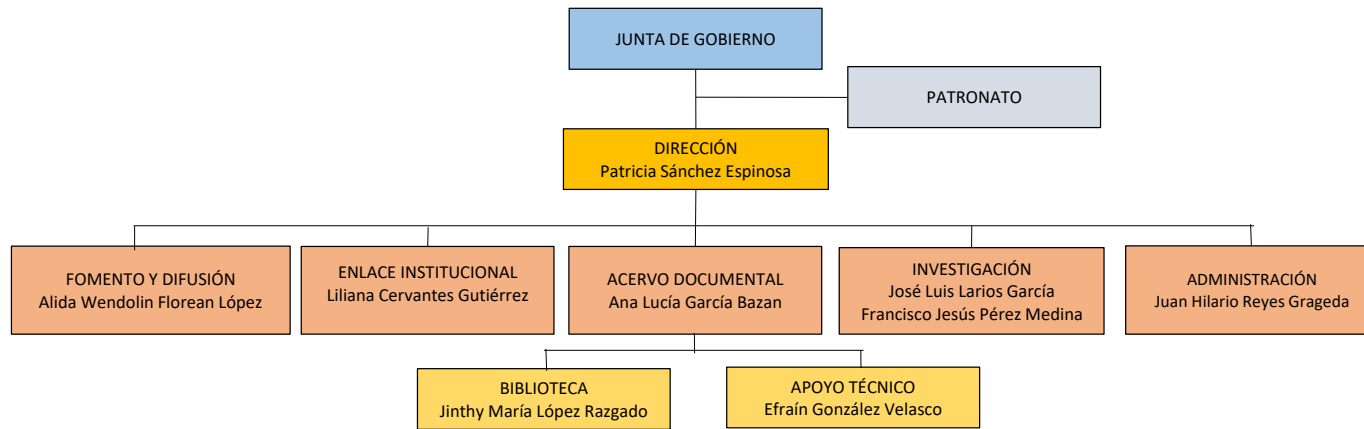 JUNTA DE GOBIERNO
PATRONATO
DIRECCIÓN
Patricia Sánchez Espinosa
FOMENTO Y DIFUSIÓN
Alida Wendolin Florean López
ENLACE INSTITUCIONAL
Liliana Cervantes Gutiérrez
ACERVO DOCUMENTAL
Ana Lucía García Bazan
INVESTIGACIÓN
José Luis Larios García
Francisco Jesús Pérez Medina
ADMINISTRACIÓN
Juan Hilario Reyes Grageda
BIBLIOTECA
Jinthy María López Razgado
APOYO TÉCNICO
Efraín González Velasco